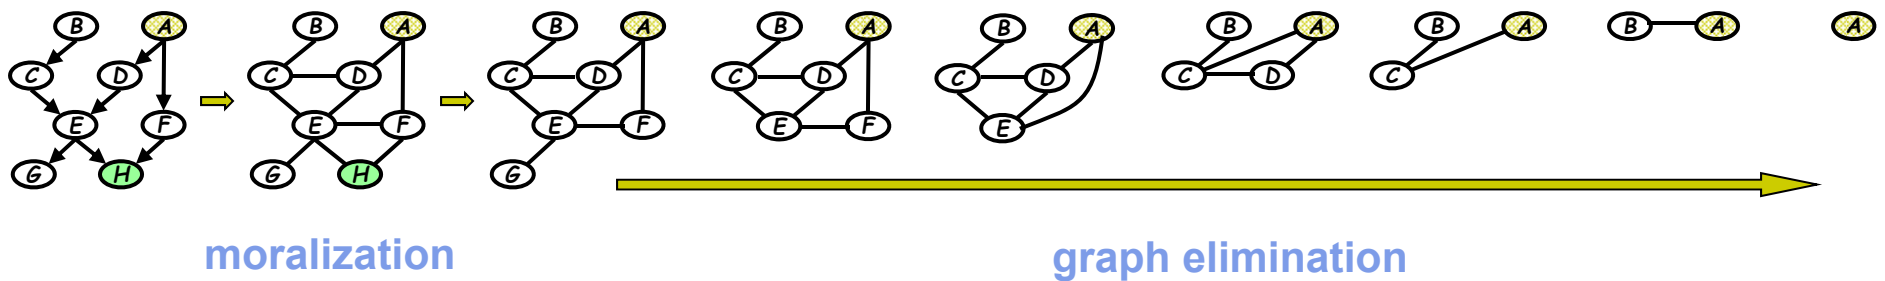 B A B A B A B A B A B A B A B A A
C D C D C D C D C D C D C
E F E F E F E F E
G H G H G
moralization graph elimination